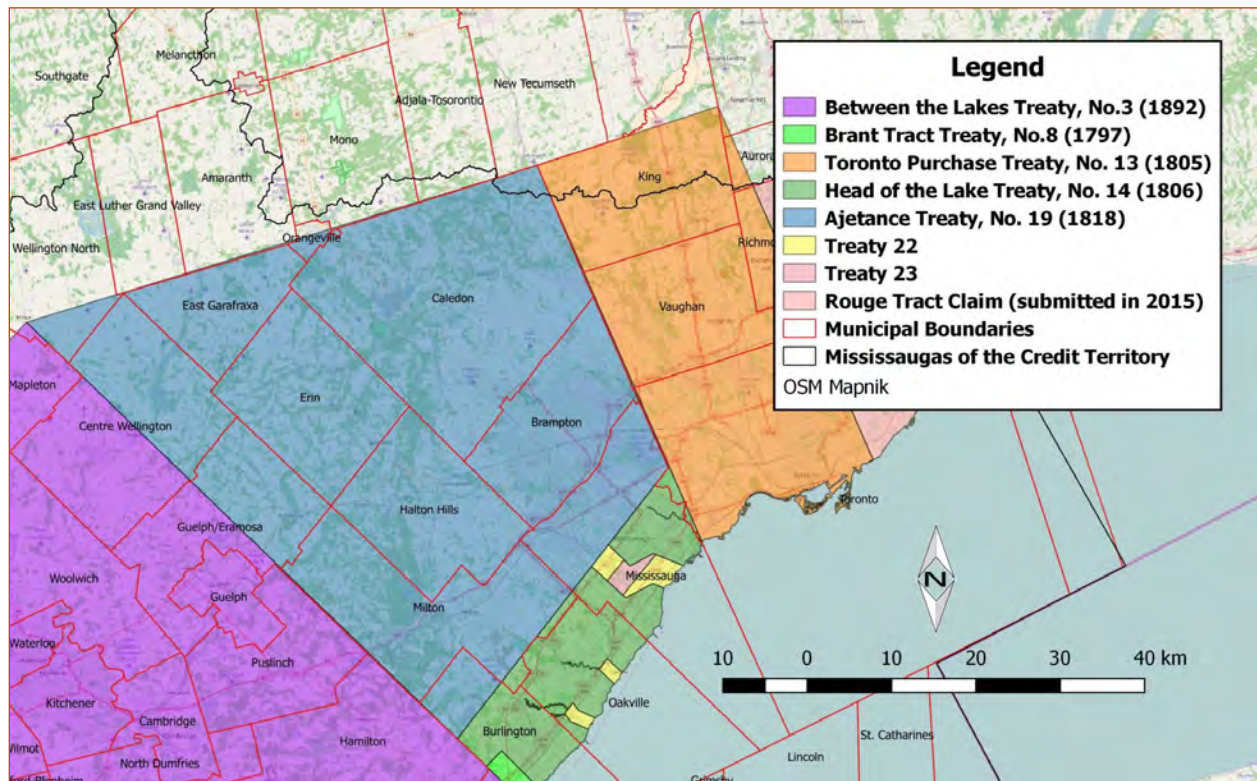 Southgate
Melancthon
Adjala-Tosorontio
New Tecumseth
Mono
Amaranth
East Luther Grand Valley
Wellington North
Orangeville
King
Aurora
Richm
Vaughan
East Garafraxa
Caledon
Mapleton
Erin
Centre Wellington
Brampton
Halton Hills
Toronto
Guelph/Eramosa
Woolwich
Mississauga
Guelph
Milton
Waterloo
Puslinch
Kitchener
Cambridge
Oakville
Wilmot
Hamilton
Burlington
North Dumfries
St. Catharines
Lincoln
Grimsby
Legend
Between the Lakes Treaty, No.3 (1892)
Brant Tract Treaty, No.8 (1797)
Toronto Purchase Treaty, No. 13 (1805)
Head of the Lake Treaty, No. 14 (1806)
Ajetance Treaty, No. 19 (1818)
Treaty 22
Treaty 23
Rouge Tract Claim (submitted in 2015)
Municipal Boundaries
Mississaugas of the Credit Territory
OSM Mapnik
N
10 0 10 20 30 40 km